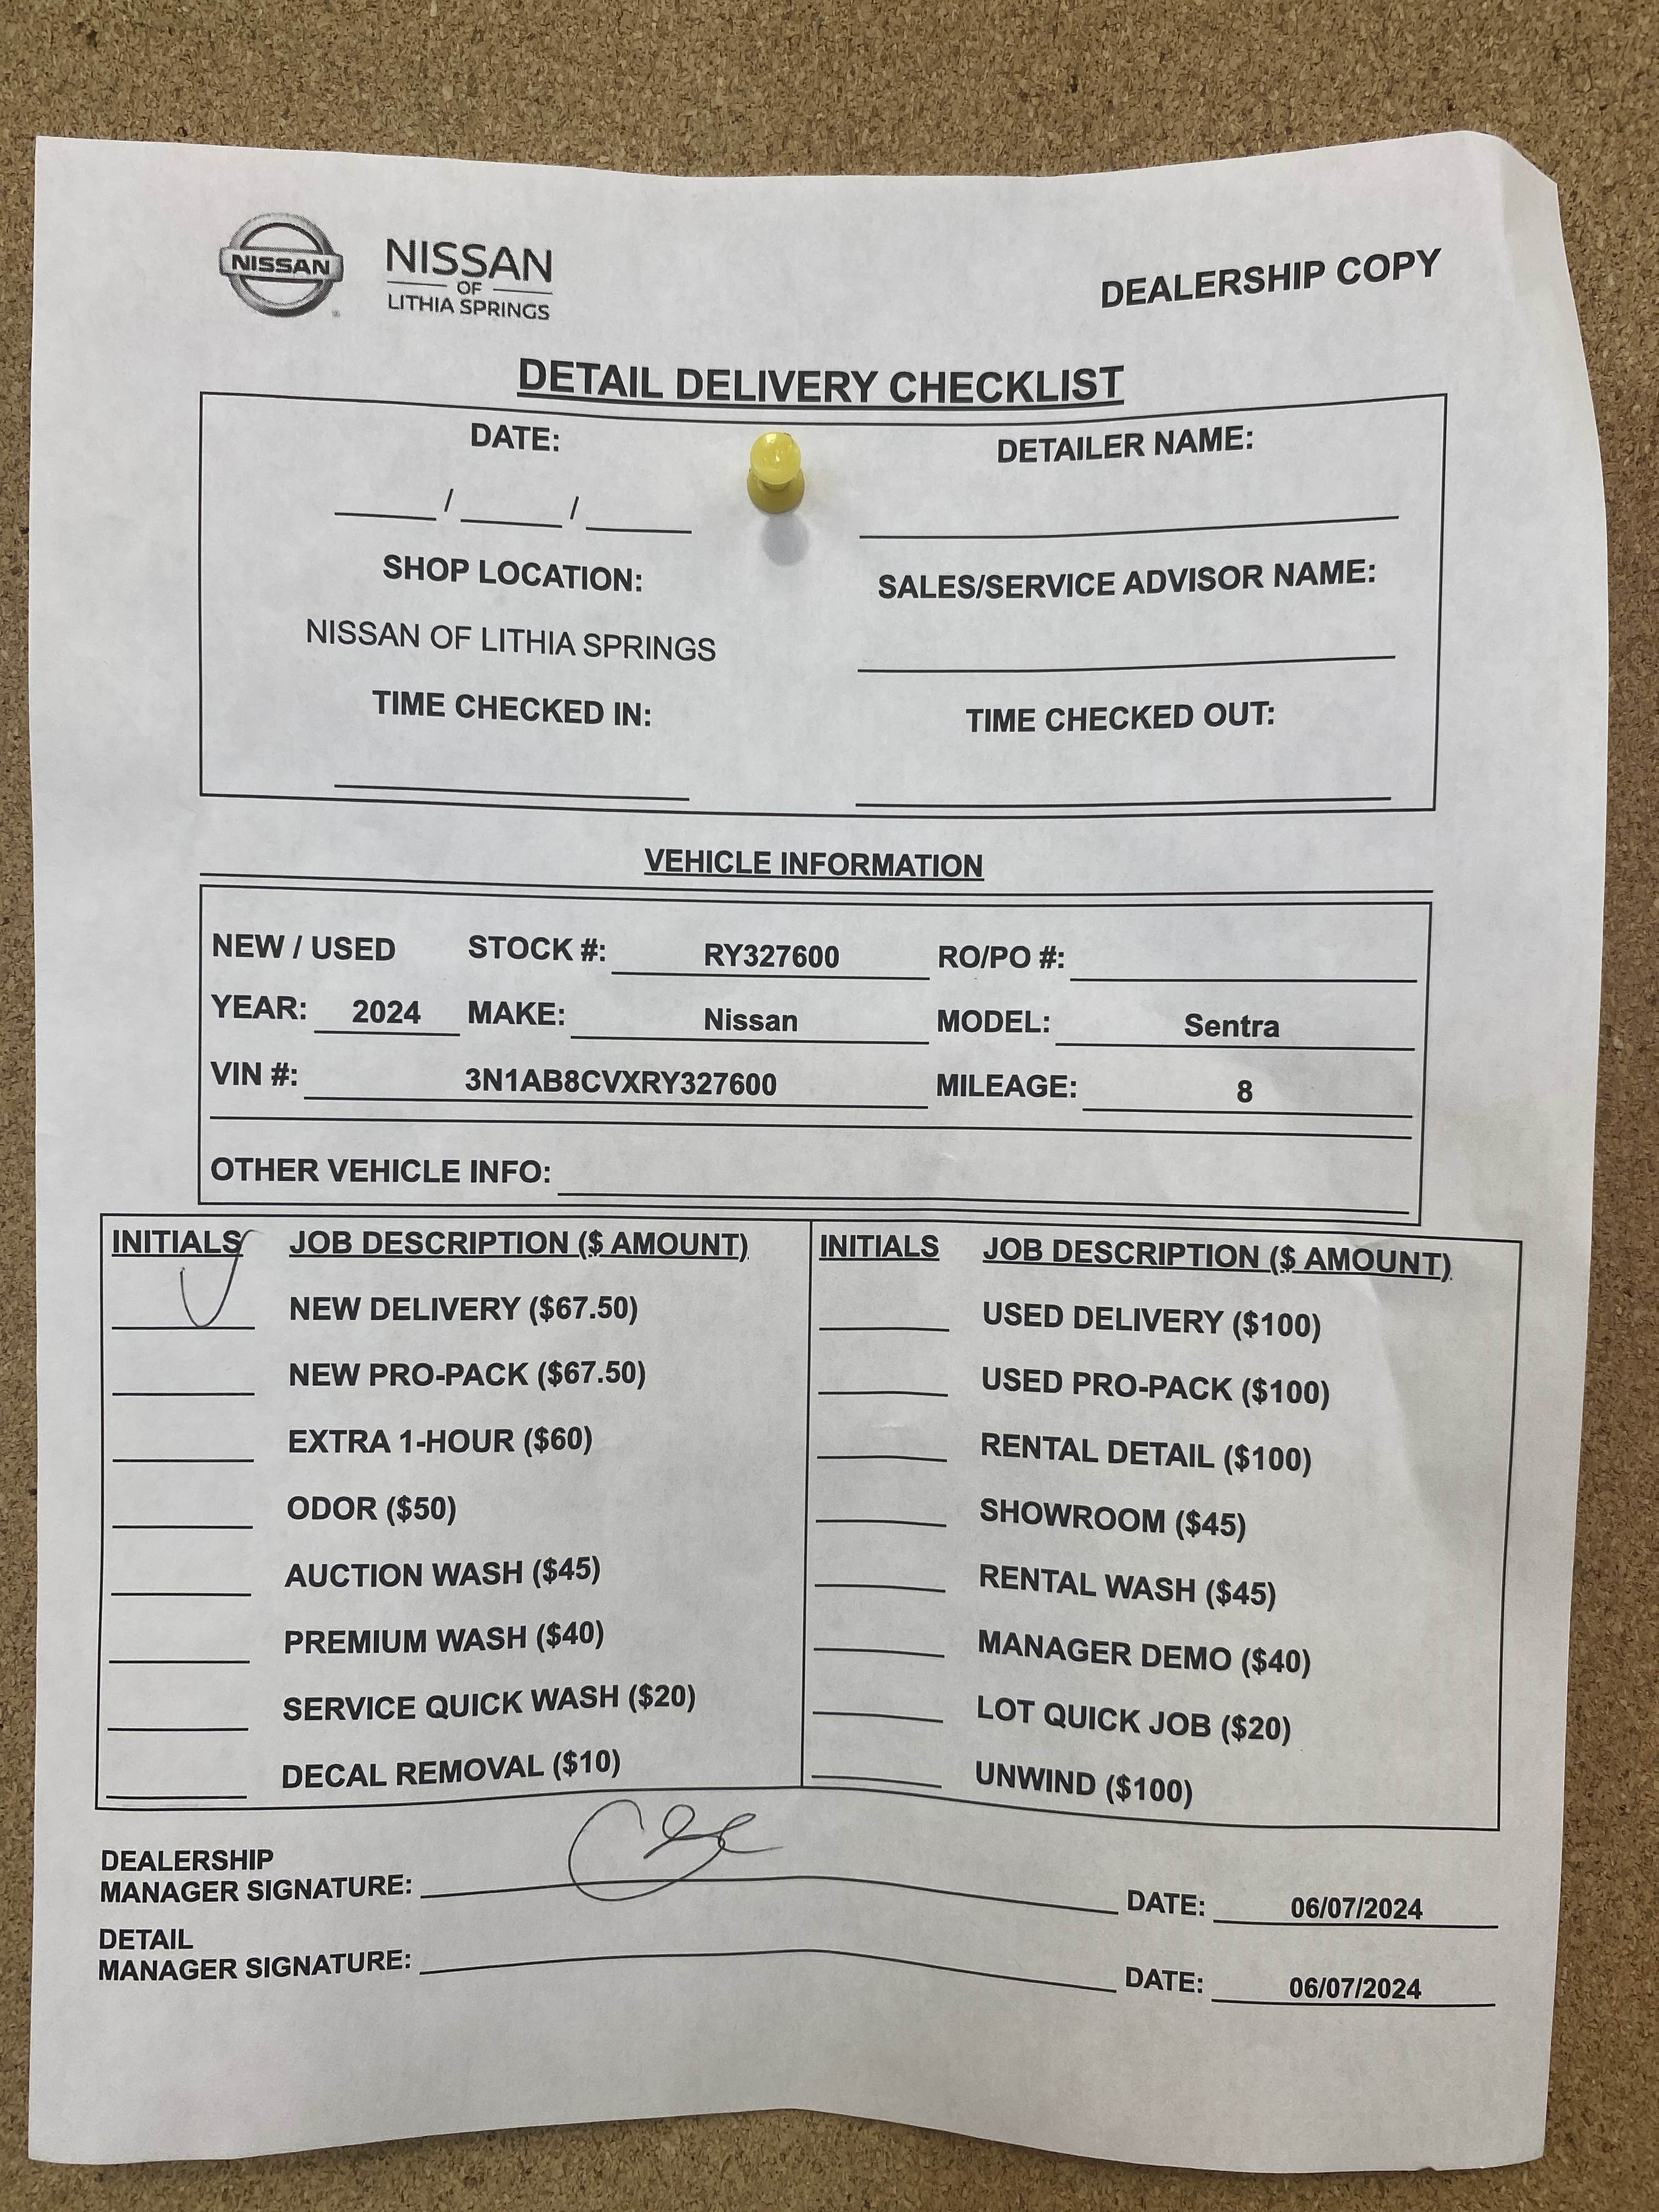 NISSAN
NISSAN
OF
LITHIA SPRINGS
DEALERSHIP COPY
DETAIL DELIVERY CHECKLIST
DATE: DETAILER NAME:
____/____/____
SHOP LOCATION: SALES/SERVICE ADVISOR NAME:
NISSAN OF LITHIA SPRINGS
TIME CHECKED IN: TIME CHECKED OUT:
VEHICLE INFORMATION
NEW / USED STOCK #: RY327600 RO/PO #:
YEAR: 2024 MAKE: Nissan MODEL: Sentra
VIN #: 3N1AB8CVXRY327600 MILEAGE: 8
OTHER VEHICLE INFO:
INITIALS JOB DESCRIPTION ($ AMOUNT) INITIALS JOB DESCRIPTION ($ AMOUNT)
NEW DELIVERY ($67.50) USED DELIVERY ($100)
NEW PRO-PACK ($67.50) USED PRO-PACK ($100)
EXTRA 1-HOUR ($60) RENTAL DETAIL ($100)
ODOR ($50) SHOWROOM ($45)
AUCTION WASH ($45) RENTAL WASH ($45)
PREMIUM WASH ($40) MANAGER DEMO ($40)
SERVICE QUICK WASH ($20) LOT QUICK JOB ($20)
DECAL REMOVAL ($10) UNWIND ($100)
DEALERSHIP
MANAGER SIGNATURE: DATE: 06/07/2024
DETAIL
MANAGER SIGNATURE: DATE: 06/07/2024